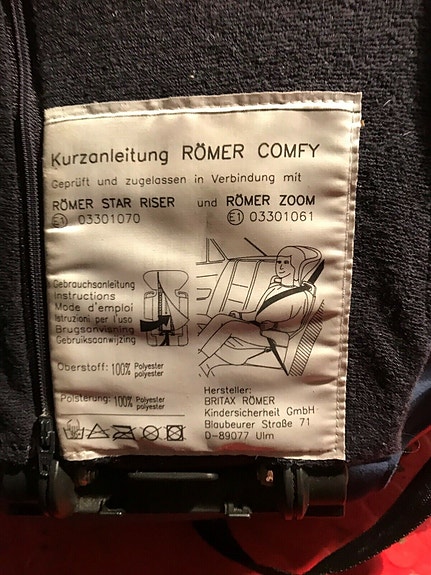 Kurzanleitung RÖMER COMFY
Geprüft und zugelassen in Verbindung mit
RÖMER STAR RISER und RÖMER ZOOM
E1 03301070 E1 03301061
Gebrauchsanleitung
Instructions
Mode d'emploi
Istruzioni per l'uso
Brugsanvisning
Gebruiksanwijzing
Oberstoff: 100% Polyester
polyester
Polsterung: 100% Polyester
polyester
Hersteller:
BRITAX RÖMER
Kindersicherheit GmbH
Blaubeurer Straße 71
D-89077 Ulm